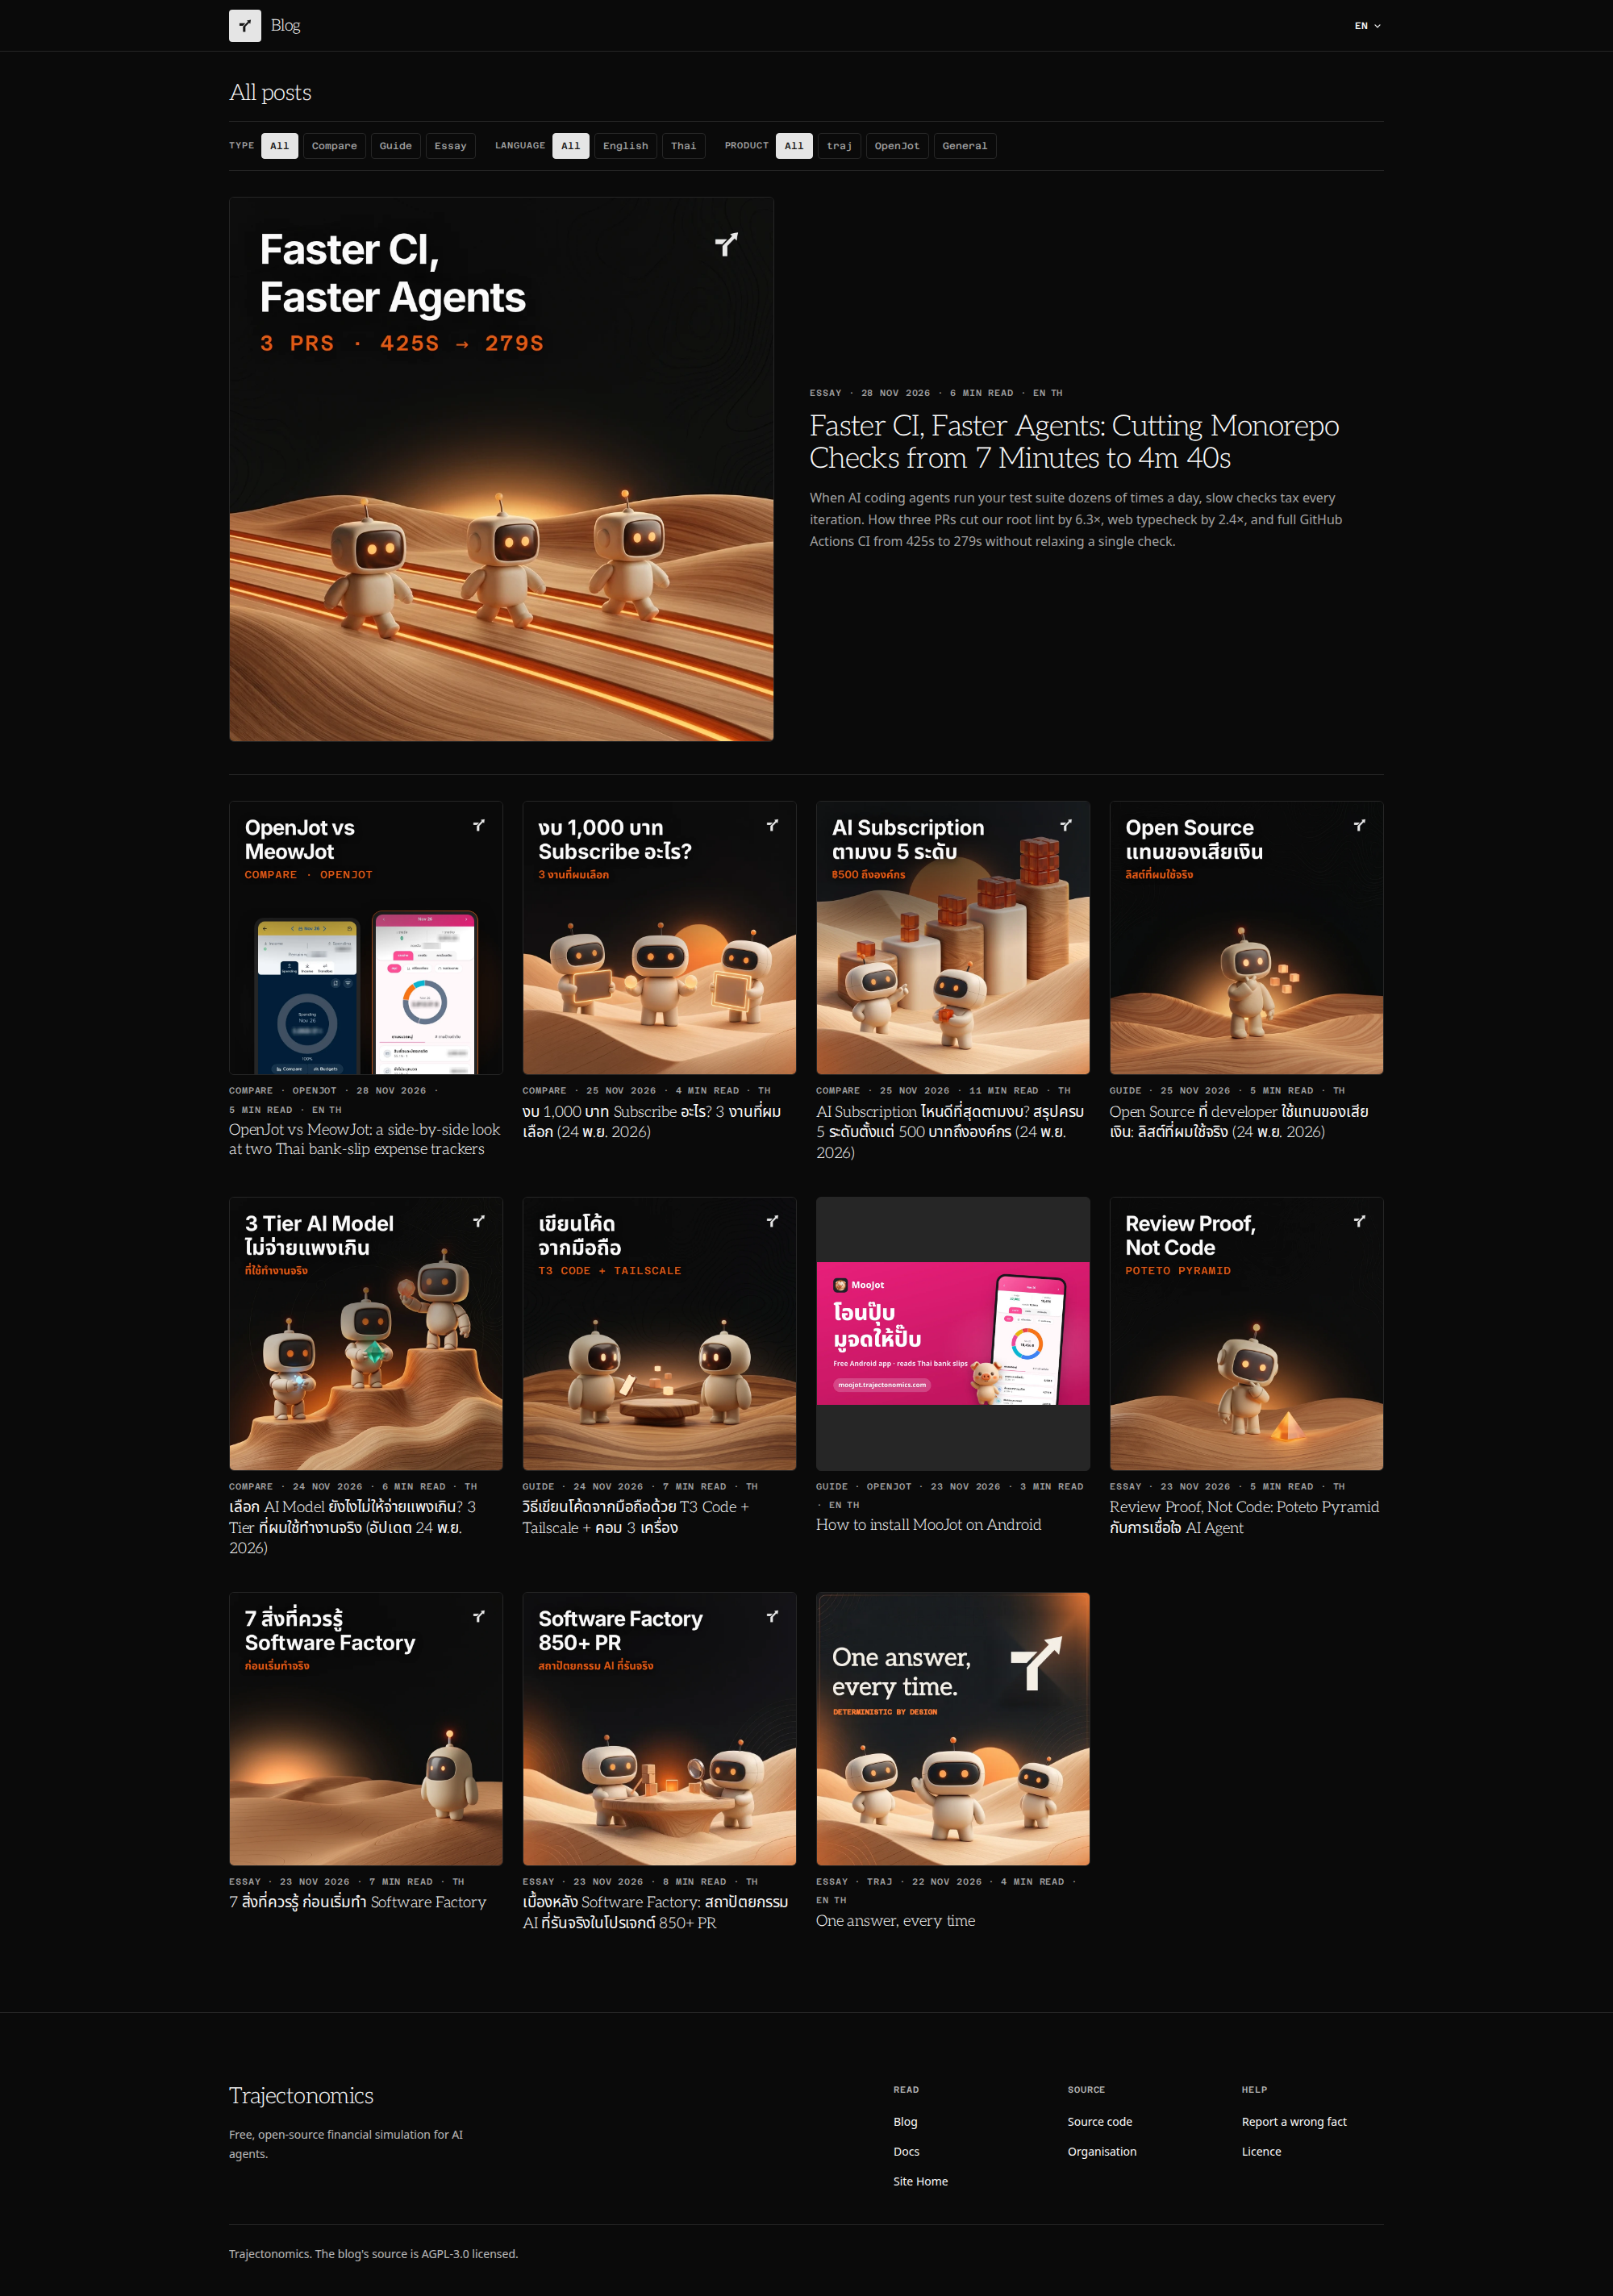 Blog
EN
All posts
TYPE All Compare Guide Essay LANGUAGE All English Thai PRODUCT All traj OpenJot General
Faster CI,
Faster Agents
3 PRS · 425S → 279S
ESSAY · 28 NOV 2026 · 6 MIN READ · EN TH
Faster CI, Faster Agents: Cutting Monorepo
Checks from 7 Minutes to 4m 40s
When AI coding agents run your test suite dozens of times a day, slow checks tax every
iteration. How three PRs cut our root lint by 6.3×, web typecheck by 2.4×, and full GitHub
Actions CI from 425s to 279s without relaxing a single check.
OpenJot vs
MeowJot
COMPARE · OPENJOT
Nov 26
Spending
Nov 26
100%
Compare
Budgets
Nov 26
COMPARE · OPENJOT · 28 NOV 2026 ·
5 MIN READ · EN TH
OpenJot vs MeowJot: a side-by-side look
at two Thai bank-slip expense trackers
งบ 1,000 บาท
Subscribe อะไร?
3 งานที่ผมเลือก
COMPARE · 25 NOV 2026 · 4 MIN READ · TH
งบ 1,000 บาท Subscribe อะไร? 3 งานที่ผม
เลือก (24 พ.ย. 2026)
AI Subscription
ตามงบ 5 ระดับ
฿500 ถึงองค์กร
COMPARE · 25 NOV 2026 · 11 MIN READ · TH
AI Subscription ไหนดีที่สุดตามงบ? สรุปครบ
5 ระดับตั้งแต่ 500 บาทถึงองค์กร (24 พ.ย.
2026)
Open Source
แทนของเสียเงิน
ลิสต์ที่ผมใช้จริง
GUIDE · 25 NOV 2026 · 5 MIN READ · TH
Open Source ที่ developer ใช้แทนของเสีย
เงิน: ลิสต์ที่ผมใช้จริง (24 พ.ย. 2026)
3 Tier AI Model
ไม่จ่ายแพงเกิน
ที่ใช้ทำงานจริง
COMPARE · 24 NOV 2026 · 6 MIN READ · TH
เลือก AI Model ยังไงไม่ให้จ่ายแพงเกิน? 3
Tier ที่ผมใช้ทำงานจริง (อัปเดต 24 พ.ย.
2026)
เขียนโค้ด
จากมือถือ
T3 CODE + TAILSCALE
GUIDE · 24 NOV 2026 · 7 MIN READ · TH
วิธีเขียนโค้ดจากมือถือด้วย T3 Code +
Tailscale + คอม 3 เครื่อง
MooJot
โอนปุ๊บ
มูจดให้ปั๊บ
Free Android app · reads Thai bank slips
moojot.trajectonomics.com
GUIDE · OPENJOT · 23 NOV 2026 · 3 MIN READ
· EN TH
How to install MooJot on Android
Review Proof,
Not Code
POTETO PYRAMID
ESSAY · 23 NOV 2026 · 5 MIN READ · TH
Review Proof, Not Code: Poteto Pyramid
กับการเชื่อใจ AI Agent
7 สิ่งที่ควรรู้
Software Factory
ก่อนเริ่มทำจริง
ESSAY · 23 NOV 2026 · 7 MIN READ · TH
7 สิ่งที่ควรรู้ ก่อนเริ่มทำ Software Factory
Software Factory
850+ PR
สถาปัตยกรรม AI ที่รันจริง
ESSAY · 23 NOV 2026 · 8 MIN READ · TH
เบื้องหลัง Software Factory: สถาปัตยกรรม
AI ที่รันจริงในโปรเจกต์ 850+ PR
One answer,
every time.
DETERMINISTIC BY DESIGN
ESSAY · TRAJ · 22 NOV 2026 · 4 MIN READ ·
EN TH
One answer, every time
Trajectonomics
Free, open-source financial simulation for AI
agents.
READ
Blog
Docs
Site Home
SOURCE
Source code
Organisation
HELP
Report a wrong fact
Licence
Trajectonomics. The blog's source is AGPL-3.0 licensed.